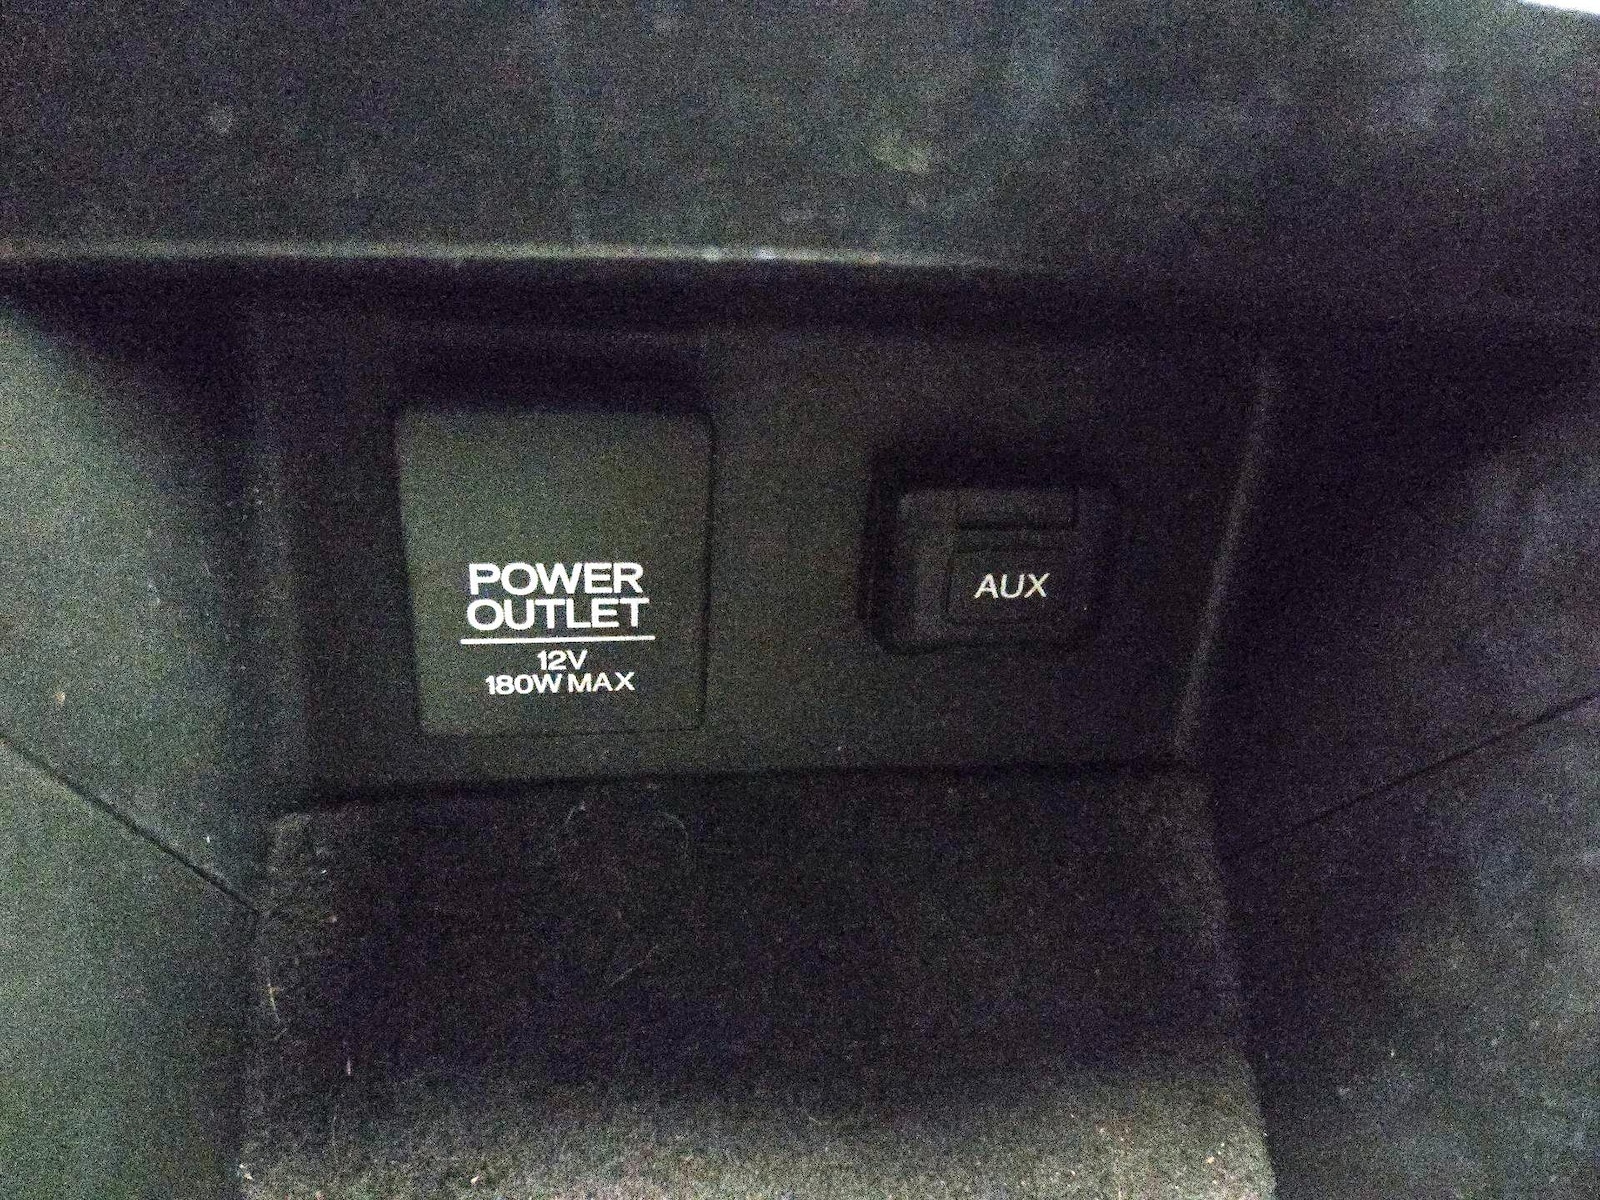 POWER
OUTLET
12V
180W MAX
AUX